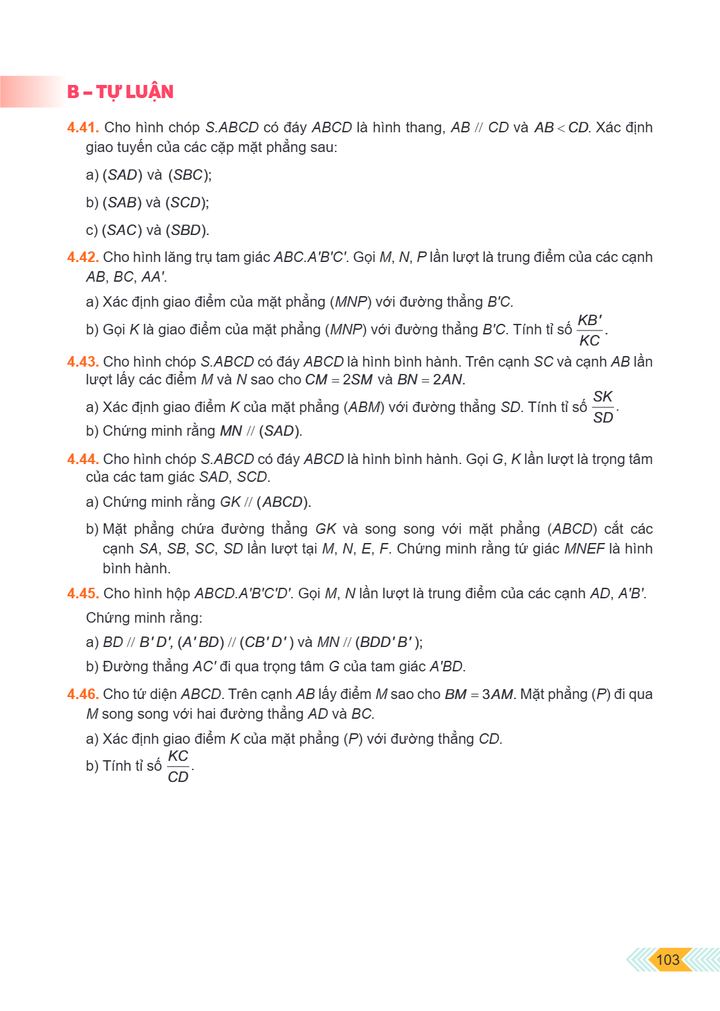 B – TỰ LUẬN
4.41. Cho hình chóp S.ABCD có đáy ABCD là hình thang, AB // CD và AB < CD. Xác định
giao tuyến của các cặp mặt phẳng sau:
a) (SAD) và (SBC);
b) (SAB) và (SCD);
c) (SAC) và (SBD).
4.42. Cho hình lăng trụ tam giác ABC.A'B'C'. Gọi M, N, P lần lượt là trung điểm của các cạnh
AB, BC, AA'.
a) Xác định giao điểm của mặt phẳng (MNP) với đường thẳng B'C.
b) Gọi K là giao điểm của mặt phẳng (MNP) với đường thẳng B'C. Tính tỉ số KB'/KC.
4.43. Cho hình chóp S.ABCD có đáy ABCD là hình bình hành. Trên cạnh SC và cạnh AB lần
lượt lấy các điểm M và N sao cho CM = 2SM và BN = 2AN.
a) Xác định giao điểm K của mặt phẳng (ABM) với đường thẳng SD. Tính tỉ số SK/SD.
b) Chứng minh rằng MN // (SAD).
4.44. Cho hình chóp S.ABCD có đáy ABCD là hình bình hành. Gọi G, K lần lượt là trọng tâm
của các tam giác SAD, SCD.
a) Chứng minh rằng GK // (ABCD).
b) Mặt phẳng chứa đường thẳng GK và song song với mặt phẳng (ABCD) cắt các
cạnh SA, SB, SC, SD lần lượt tại M, N, E, F. Chứng minh rằng tứ giác MNEF là hình
bình hành.
4.45. Cho hình hộp ABCD.A'B'C'D'. Gọi M, N lần lượt là trung điểm của các cạnh AD, A'B'.
Chứng minh rằng:
a) BD // B'D', (A'BD) // (CB'D') và MN // (BDD'B');
b) Đường thẳng AC' đi qua trọng tâm G của tam giác A'BD.
4.46. Cho tứ diện ABCD. Trên cạnh AB lấy điểm M sao cho BM = 3AM. Mặt phẳng (P) đi qua
M song song với hai đường thẳng AD và BC.
a) Xác định giao điểm K của mặt phẳng (P) với đường thẳng CD.
b) Tính tỉ số KC/CD.
103